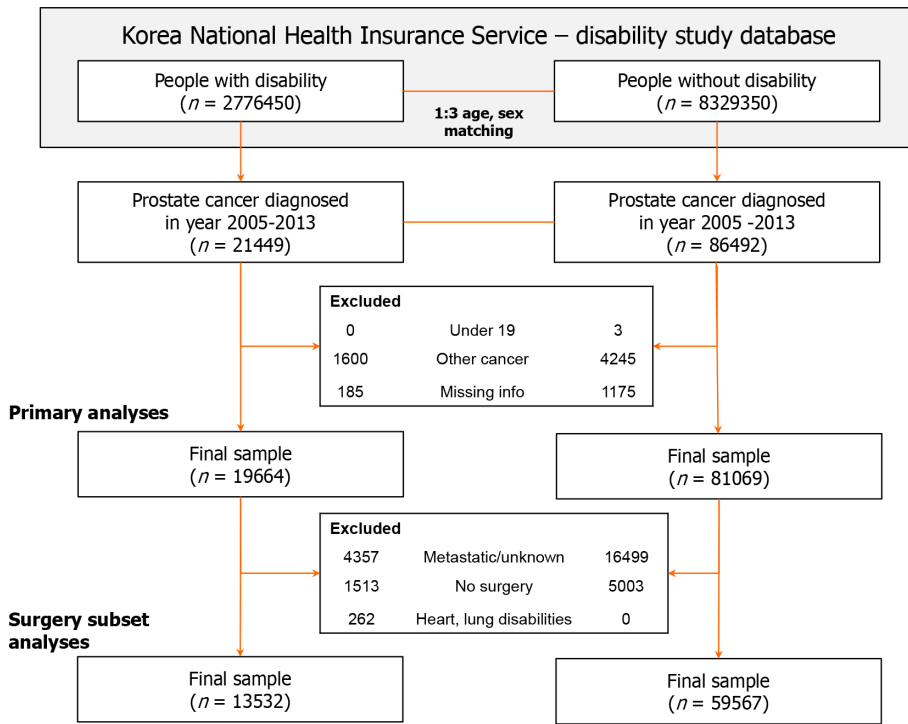 Korea National Health Insurance Service – disability study database
People with disability
(n = 2776450)
People without disability
(n = 8329350)
1:3 age, sex
matching
Prostate cancer diagnosed
in year 2005-2013
(n = 21449)
Prostate cancer diagnosed
in year 2005 -2013
(n = 86492)
Excluded
0 Under 19 3
1600 Other cancer 4245
185 Missing info 1175
Primary analyses
Final sample
(n = 19664)
Final sample
(n = 81069)
Excluded
4357 Metastatic/unknown 16499
1513 No surgery 5003
262 Heart, lung disabilities 0
Surgery subset
analyses
Final sample
(n = 13532)
Final sample
(n = 59567)